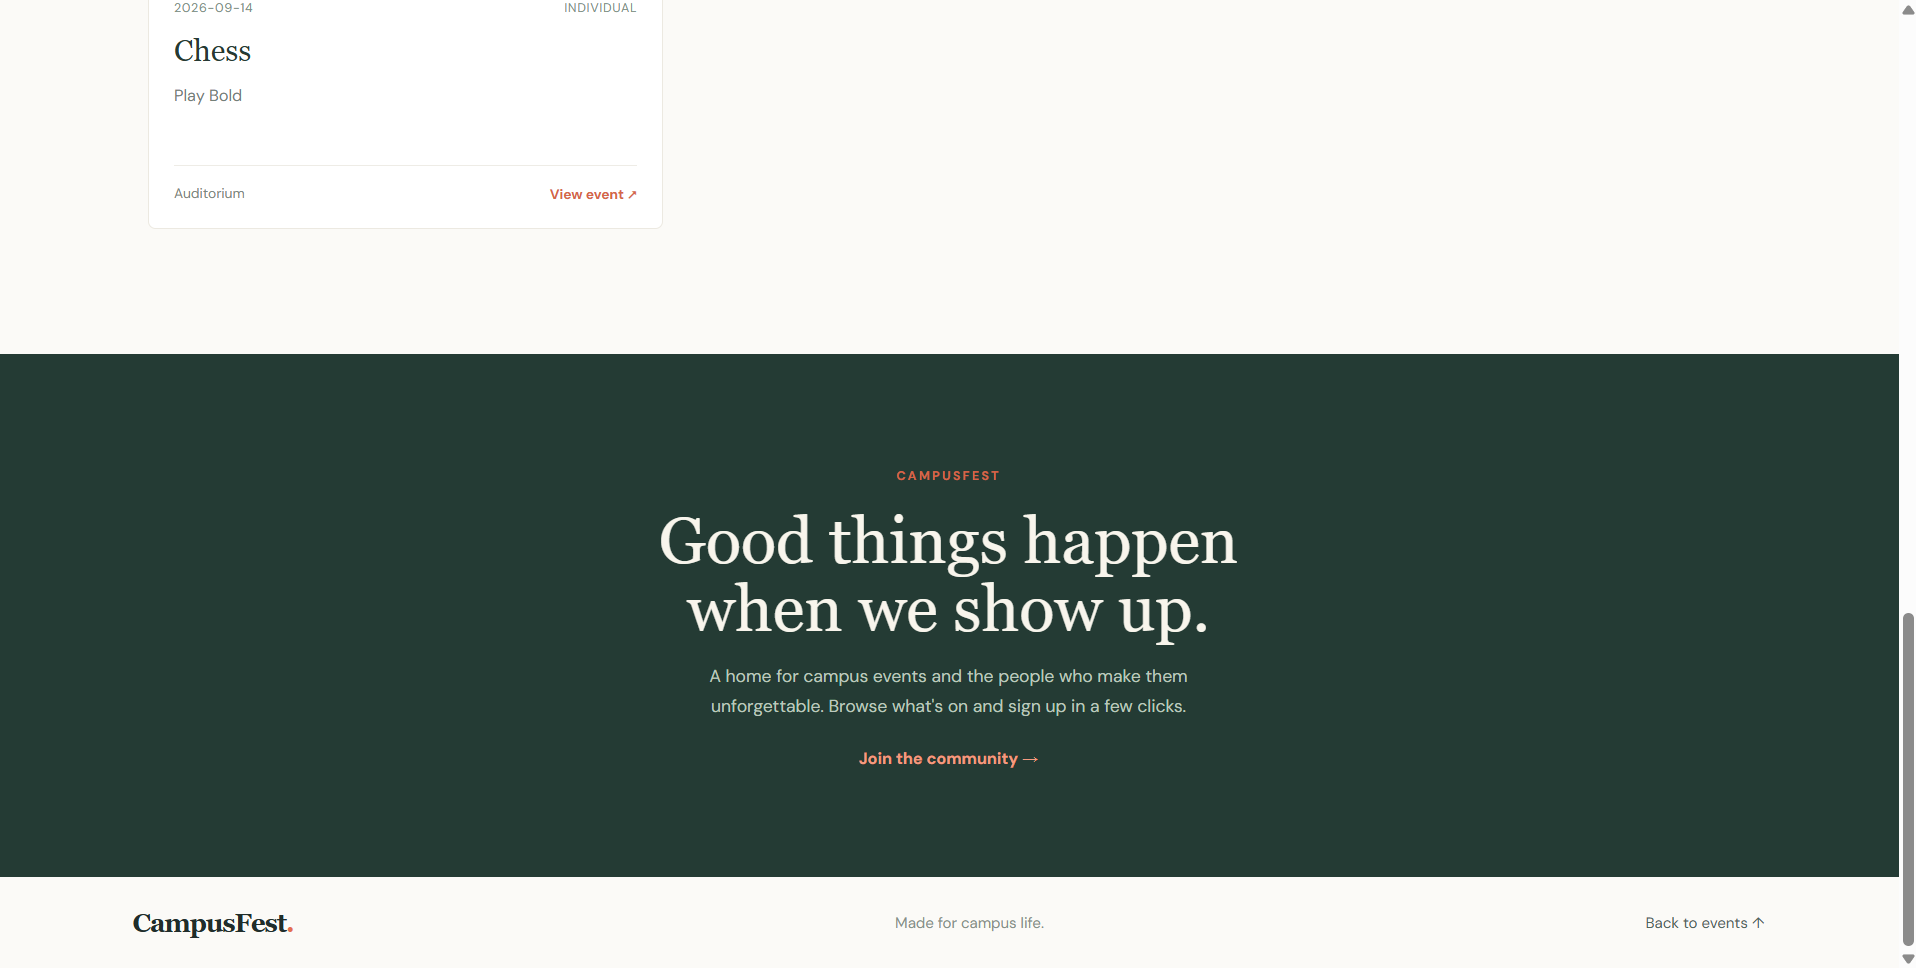 2026-09-14 INDIVIDUAL
Chess
Play Bold
Auditorium View event ↗
CAMPUSFEST
Good things happen
when we show up.
A home for campus events and the people who make them
unforgettable. Browse what's on and sign up in a few clicks.
Join the community →
CampusFest. Made for campus life. Back to events ↑